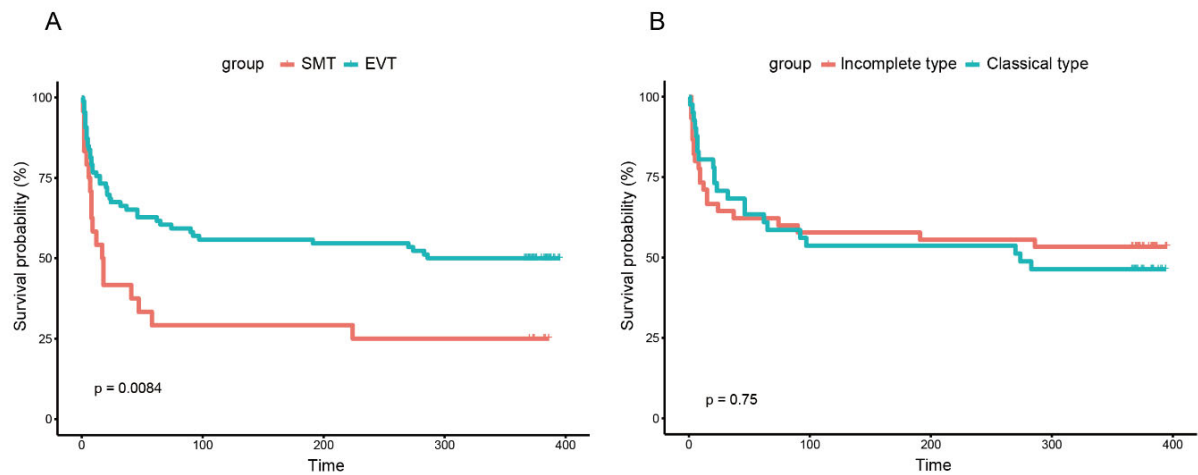 A
group SMT EVT
Survival probability (%)
100
75
50
25
0
p = 0.0084
0 100 200 300 400
Time
B
group Incomplete type Classical type
Survival probability (%)
100
75
50
25
0
p = 0.75
0 100 200 300 400
Time